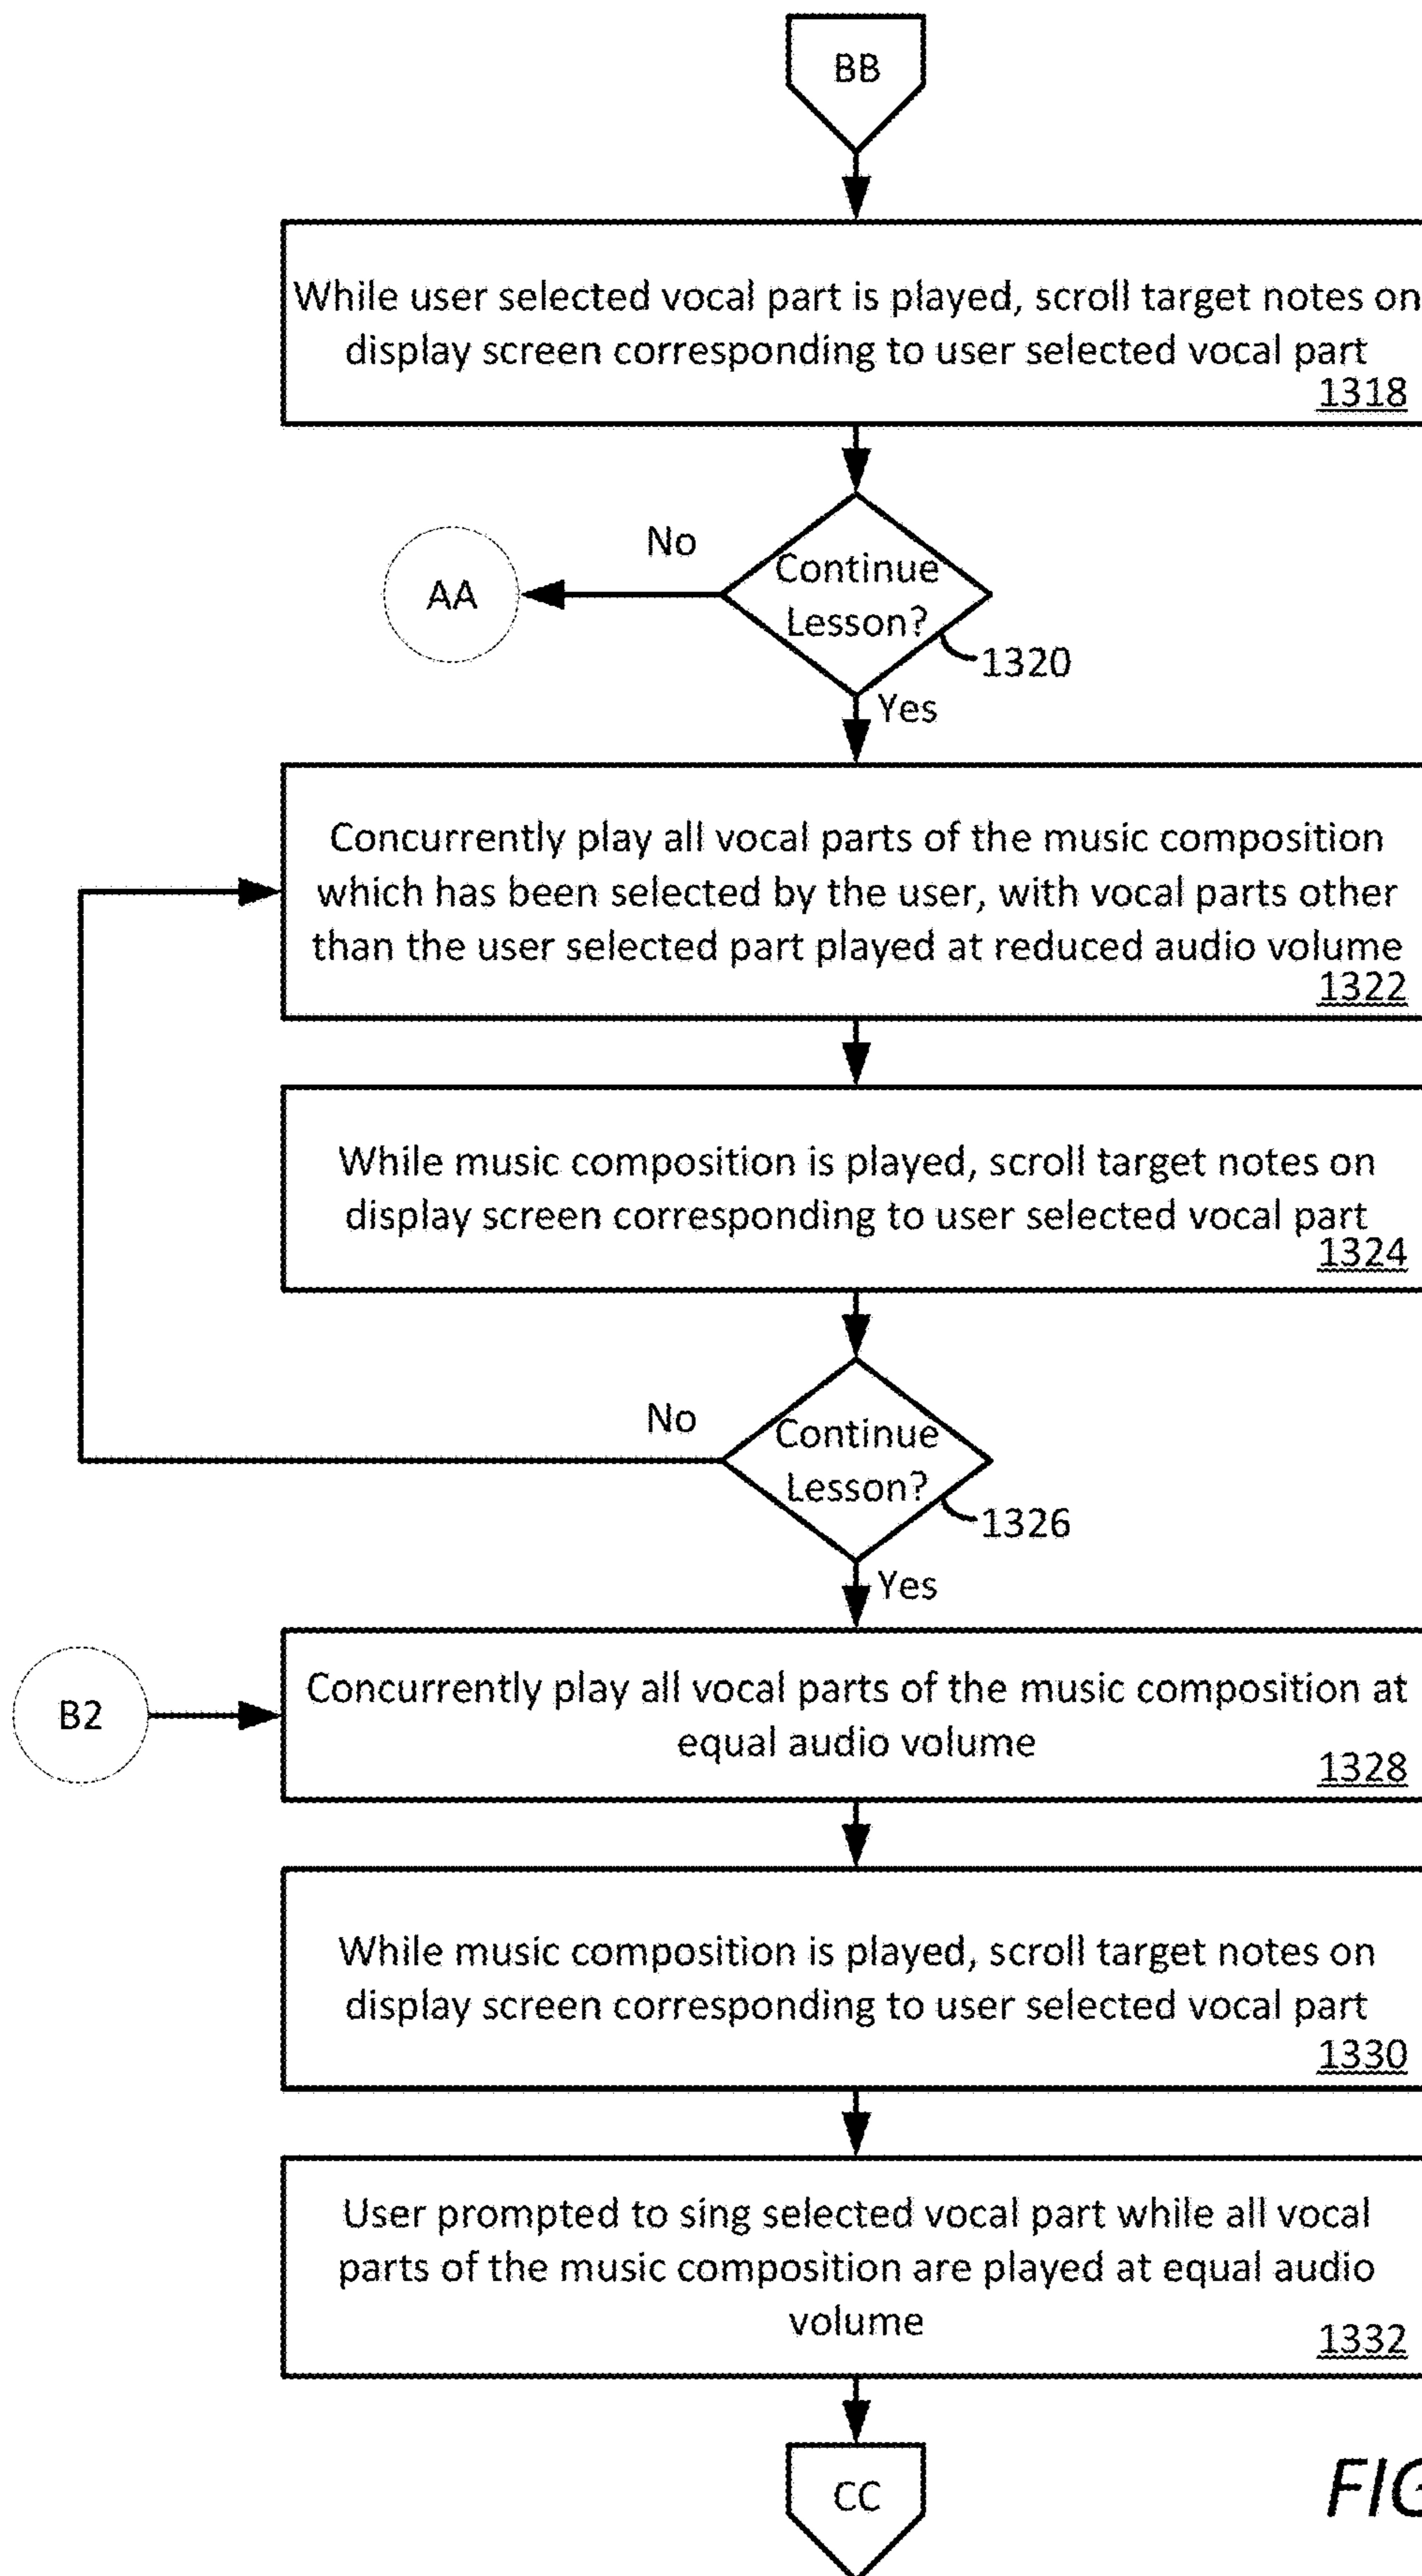 BB
While user selected vocal part is played, scroll target notes on
display screen corresponding to user selected vocal part
1318
No
Continue
Lesson?
AA
1320
Yes
Concurrently play all vocal parts of the music composition
which has been selected by the user, with vocal parts other
than the user selected part played at reduced audio volume
1322
While music composition is played, scroll target notes on
display screen corresponding to user selected vocal part
1324
No
Continue
Lesson?
1326
Yes
B2
Concurrently play all vocal parts of the music composition at
equal audio volume
1328
While music composition is played, scroll target notes on
display screen corresponding to user selected vocal part
1330
User prompted to sing selected vocal part while all vocal
parts of the music composition are played at equal audio
volume
1332
CC
FIG